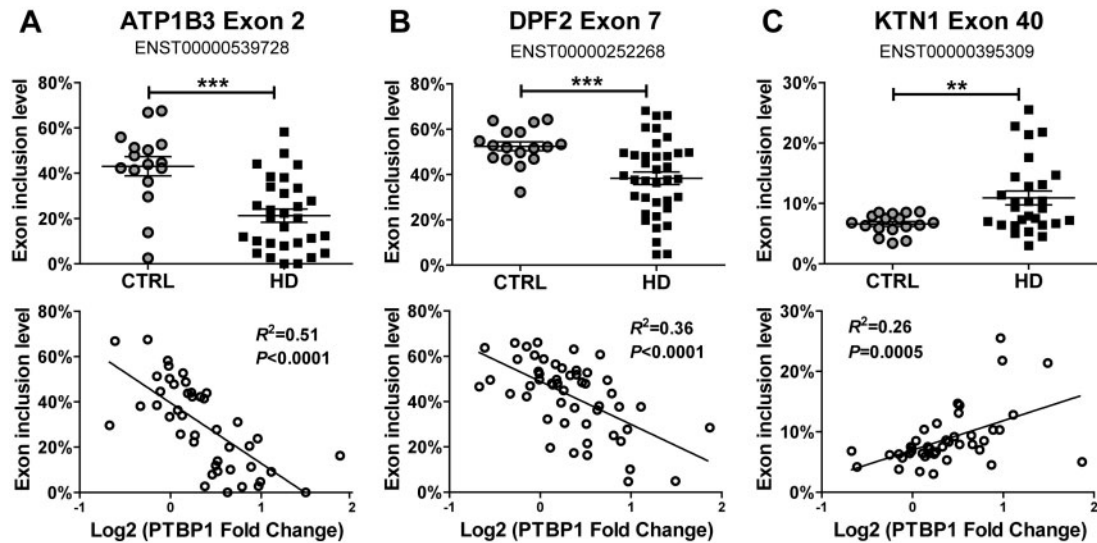 A ATP1B3 Exon 2
ENST00000539728
Exon inclusion level
80%
60%
40%
20%
0%
***
CTRL HD
Exon inclusion level
80%
60%
40%
20%
0%
R²=0.51
P<0.0001
-1 0 1 2
Log2 (PTBP1 Fold Change)
B DPF2 Exon 7
ENST00000252268
Exon inclusion level
80%
60%
40%
20%
0%
***
CTRL HD
Exon inclusion level
80%
60%
40%
20%
0%
R²=0.36
P<0.0001
-1 0 1 2
Log2 (PTBP1 Fold Change)
C KTN1 Exon 40
ENST00000395309
Exon inclusion level
30%
20%
10%
0%
**
CTRL HD
Exon inclusion level
30%
20%
10%
0%
R²=0.26
P=0.0005
-1 0 1 2
Log2 (PTBP1 Fold Change)